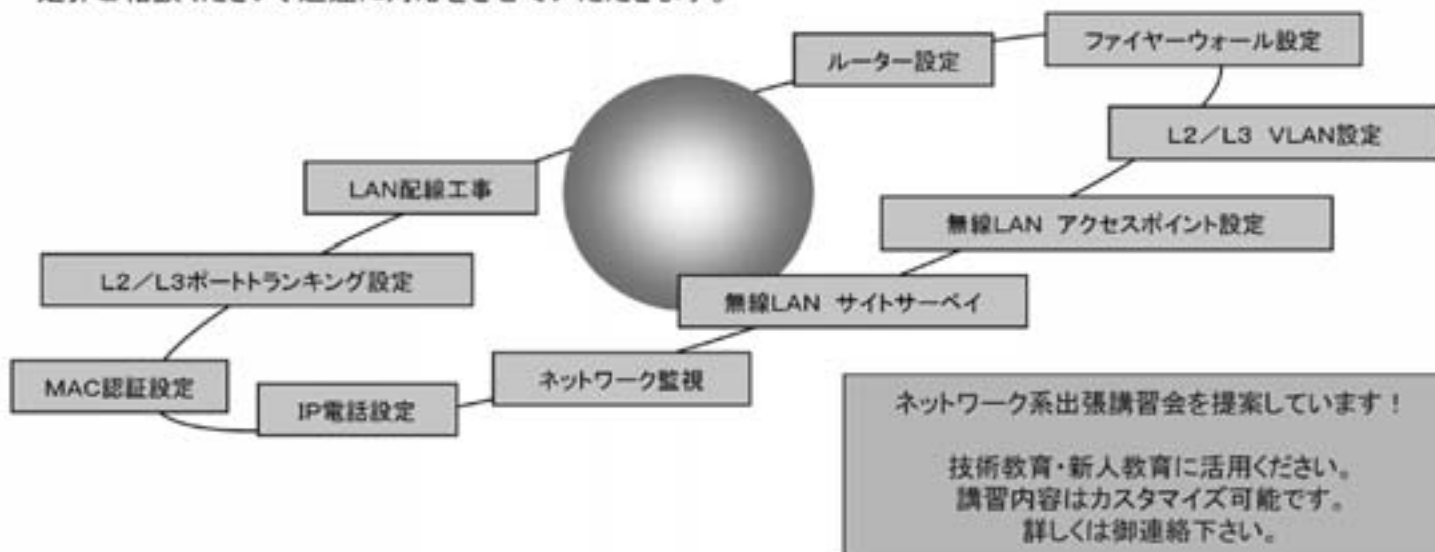 ルーター設定
ファイヤーウォール設定
L2／L3　VLAN設定
LAN配線工事
無線LAN　アクセスポイント設定
L2／L3ポートトランキング設定
無線LAN　サイトサーベイ
MAC認証設定
IP電話設定
ネットワーク監視
ネットワーク系出張講習会を提案しています！
技術教育・新人教育に活用ください。
講習内容はカスタマイズ可能です。
詳しくは御連絡下さい。